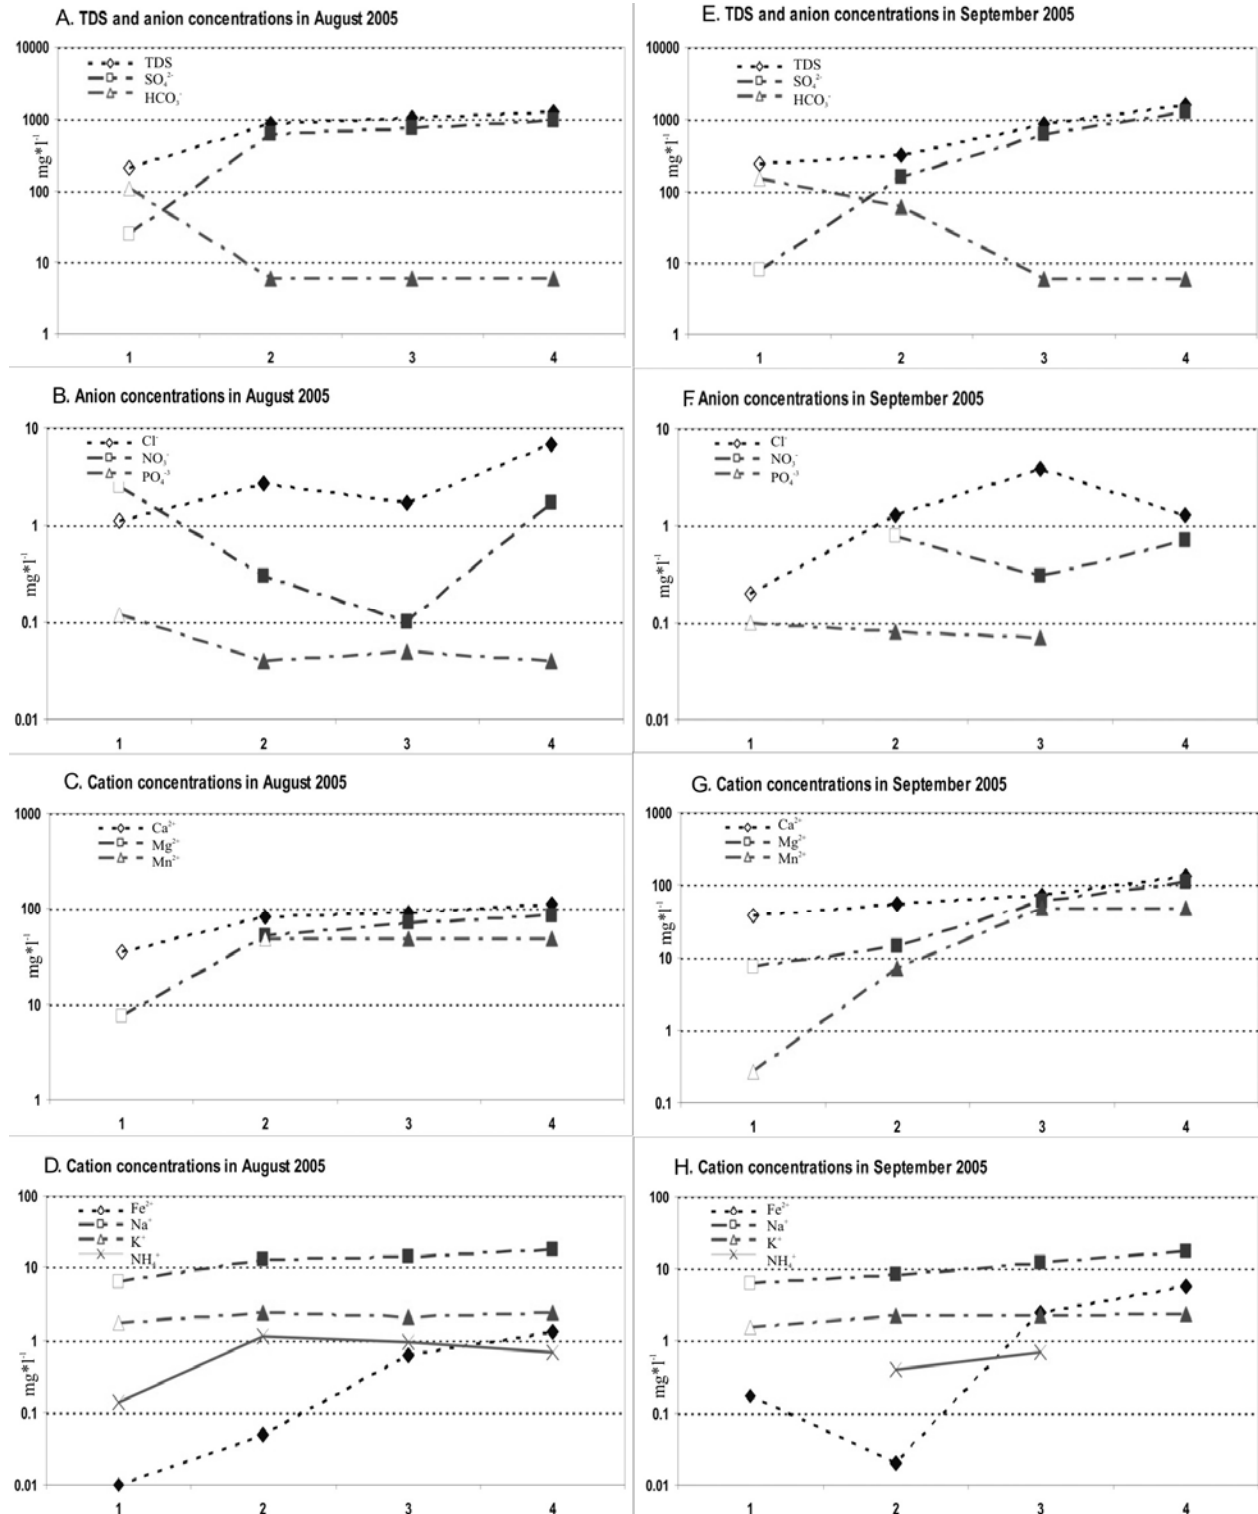 A. TDS and anion concentrations in August 2005
10000
1000
100
10
1
mg*l⁻¹
TDS
SO₄²⁻
HCO₃⁻
1 2 3 4
B. Anion concentrations in August 2005
10
1
0.1
0.01
mg*l⁻¹
Cl⁻
NO₃⁻
PO₄⁻³
1 2 3 4
C. Cation concentrations in August 2005
1000
100
10
1
mg*l⁻¹
Ca²⁺
Mg²⁺
Mn²⁺
1 2 3 4
D. Cation concentrations in August 2005
100
10
1
0.1
0.01
mg*l⁻¹
Fe²⁺
Na⁺
K⁺
NH₄⁺
1 2 3 4
E. TDS and anion concentrations in September 2005
10000
1000
100
10
1
mg*l⁻¹
TDS
SO₄²⁻
HCO₃⁻
1 2 3 4
F. Anion concentrations in September 2005
10
1
0.1
0.01
mg*l⁻¹
Cl⁻
NO₃⁻
PO₄⁻³
1 2 3 4
G. Cation concentrations in September 2005
1000
100
10
1
0.1
mg*l⁻¹
Ca²⁺
Mg²⁺
Mn²⁺
1 2 3 4
H. Cation concentrations in September 2005
100
10
1
0.1
0.01
mg*l⁻¹
Fe²⁺
Na⁺
K⁺
NH₄⁺
1 2 3 4